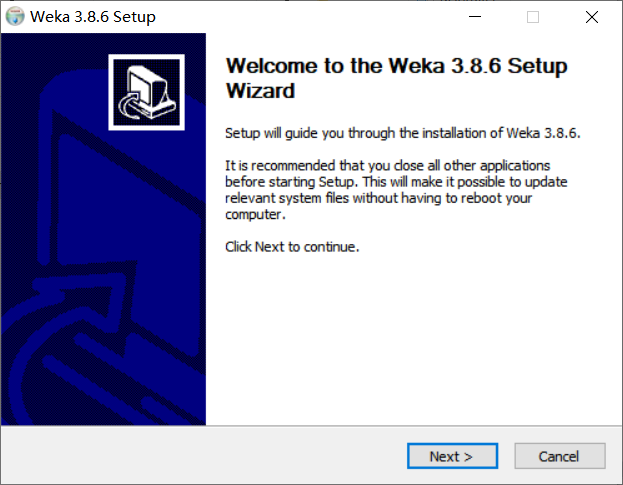 Weka 3.8.6 Setup
Welcome to the Weka 3.8.6 Setup
Wizard
Setup will guide you through the installation of Weka 3.8.6.
It is recommended that you close all other applications
before starting Setup. This will make it possible to update
relevant system files without having to reboot your
computer.
Click Next to continue.
Next >
Cancel